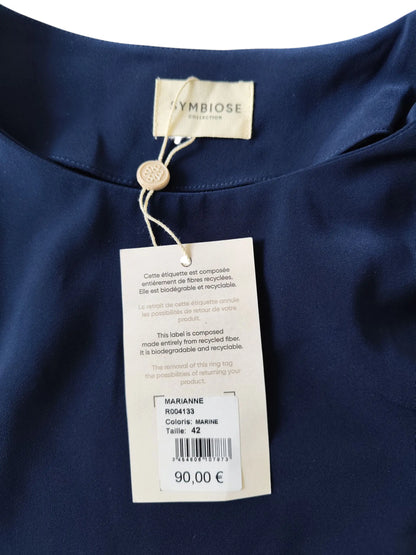 SYMBIOSE
COLLECTION
Cette étiquette est composée
entièrement de fibres recyclées.
Elle est biodégradable et recyclable.
Le retrait de cette étiquette annule
les possibilités de retour de votre
produit.
This label is composed
made entirely from recycled fiber.
It is biodegradable and recyclable.
The removal of this ring tag
the possibilities of returning your
product.
MARIANNE
R004133
Coloris: MARINE
Taille: 42
3464606107973
90,00 €